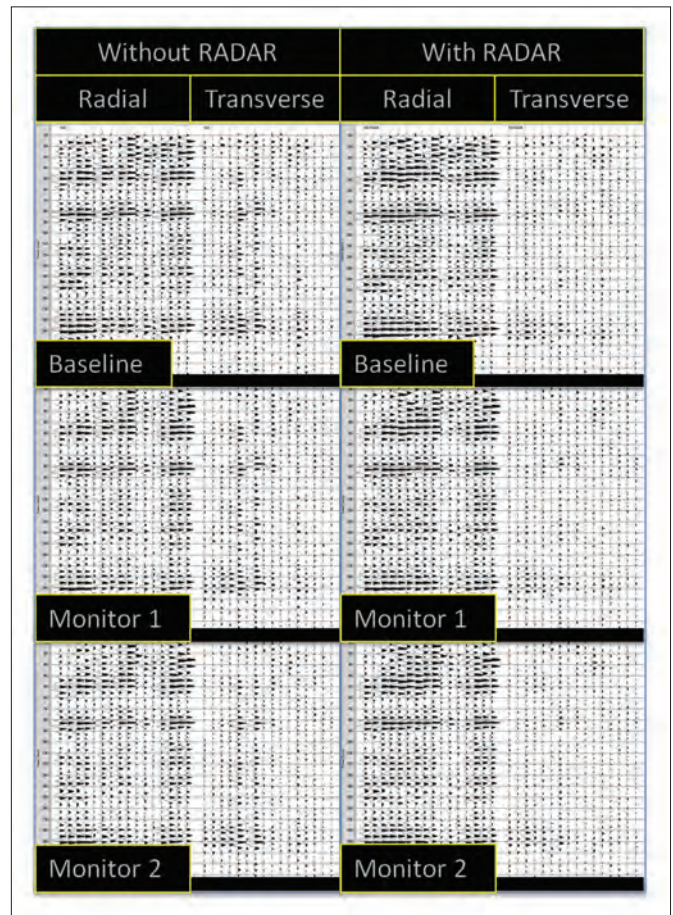 Without RADAR With RADAR
Radial Transverse Radial Transverse
Baseline Baseline
Monitor 1 Monitor 1
Monitor 2 Monitor 2